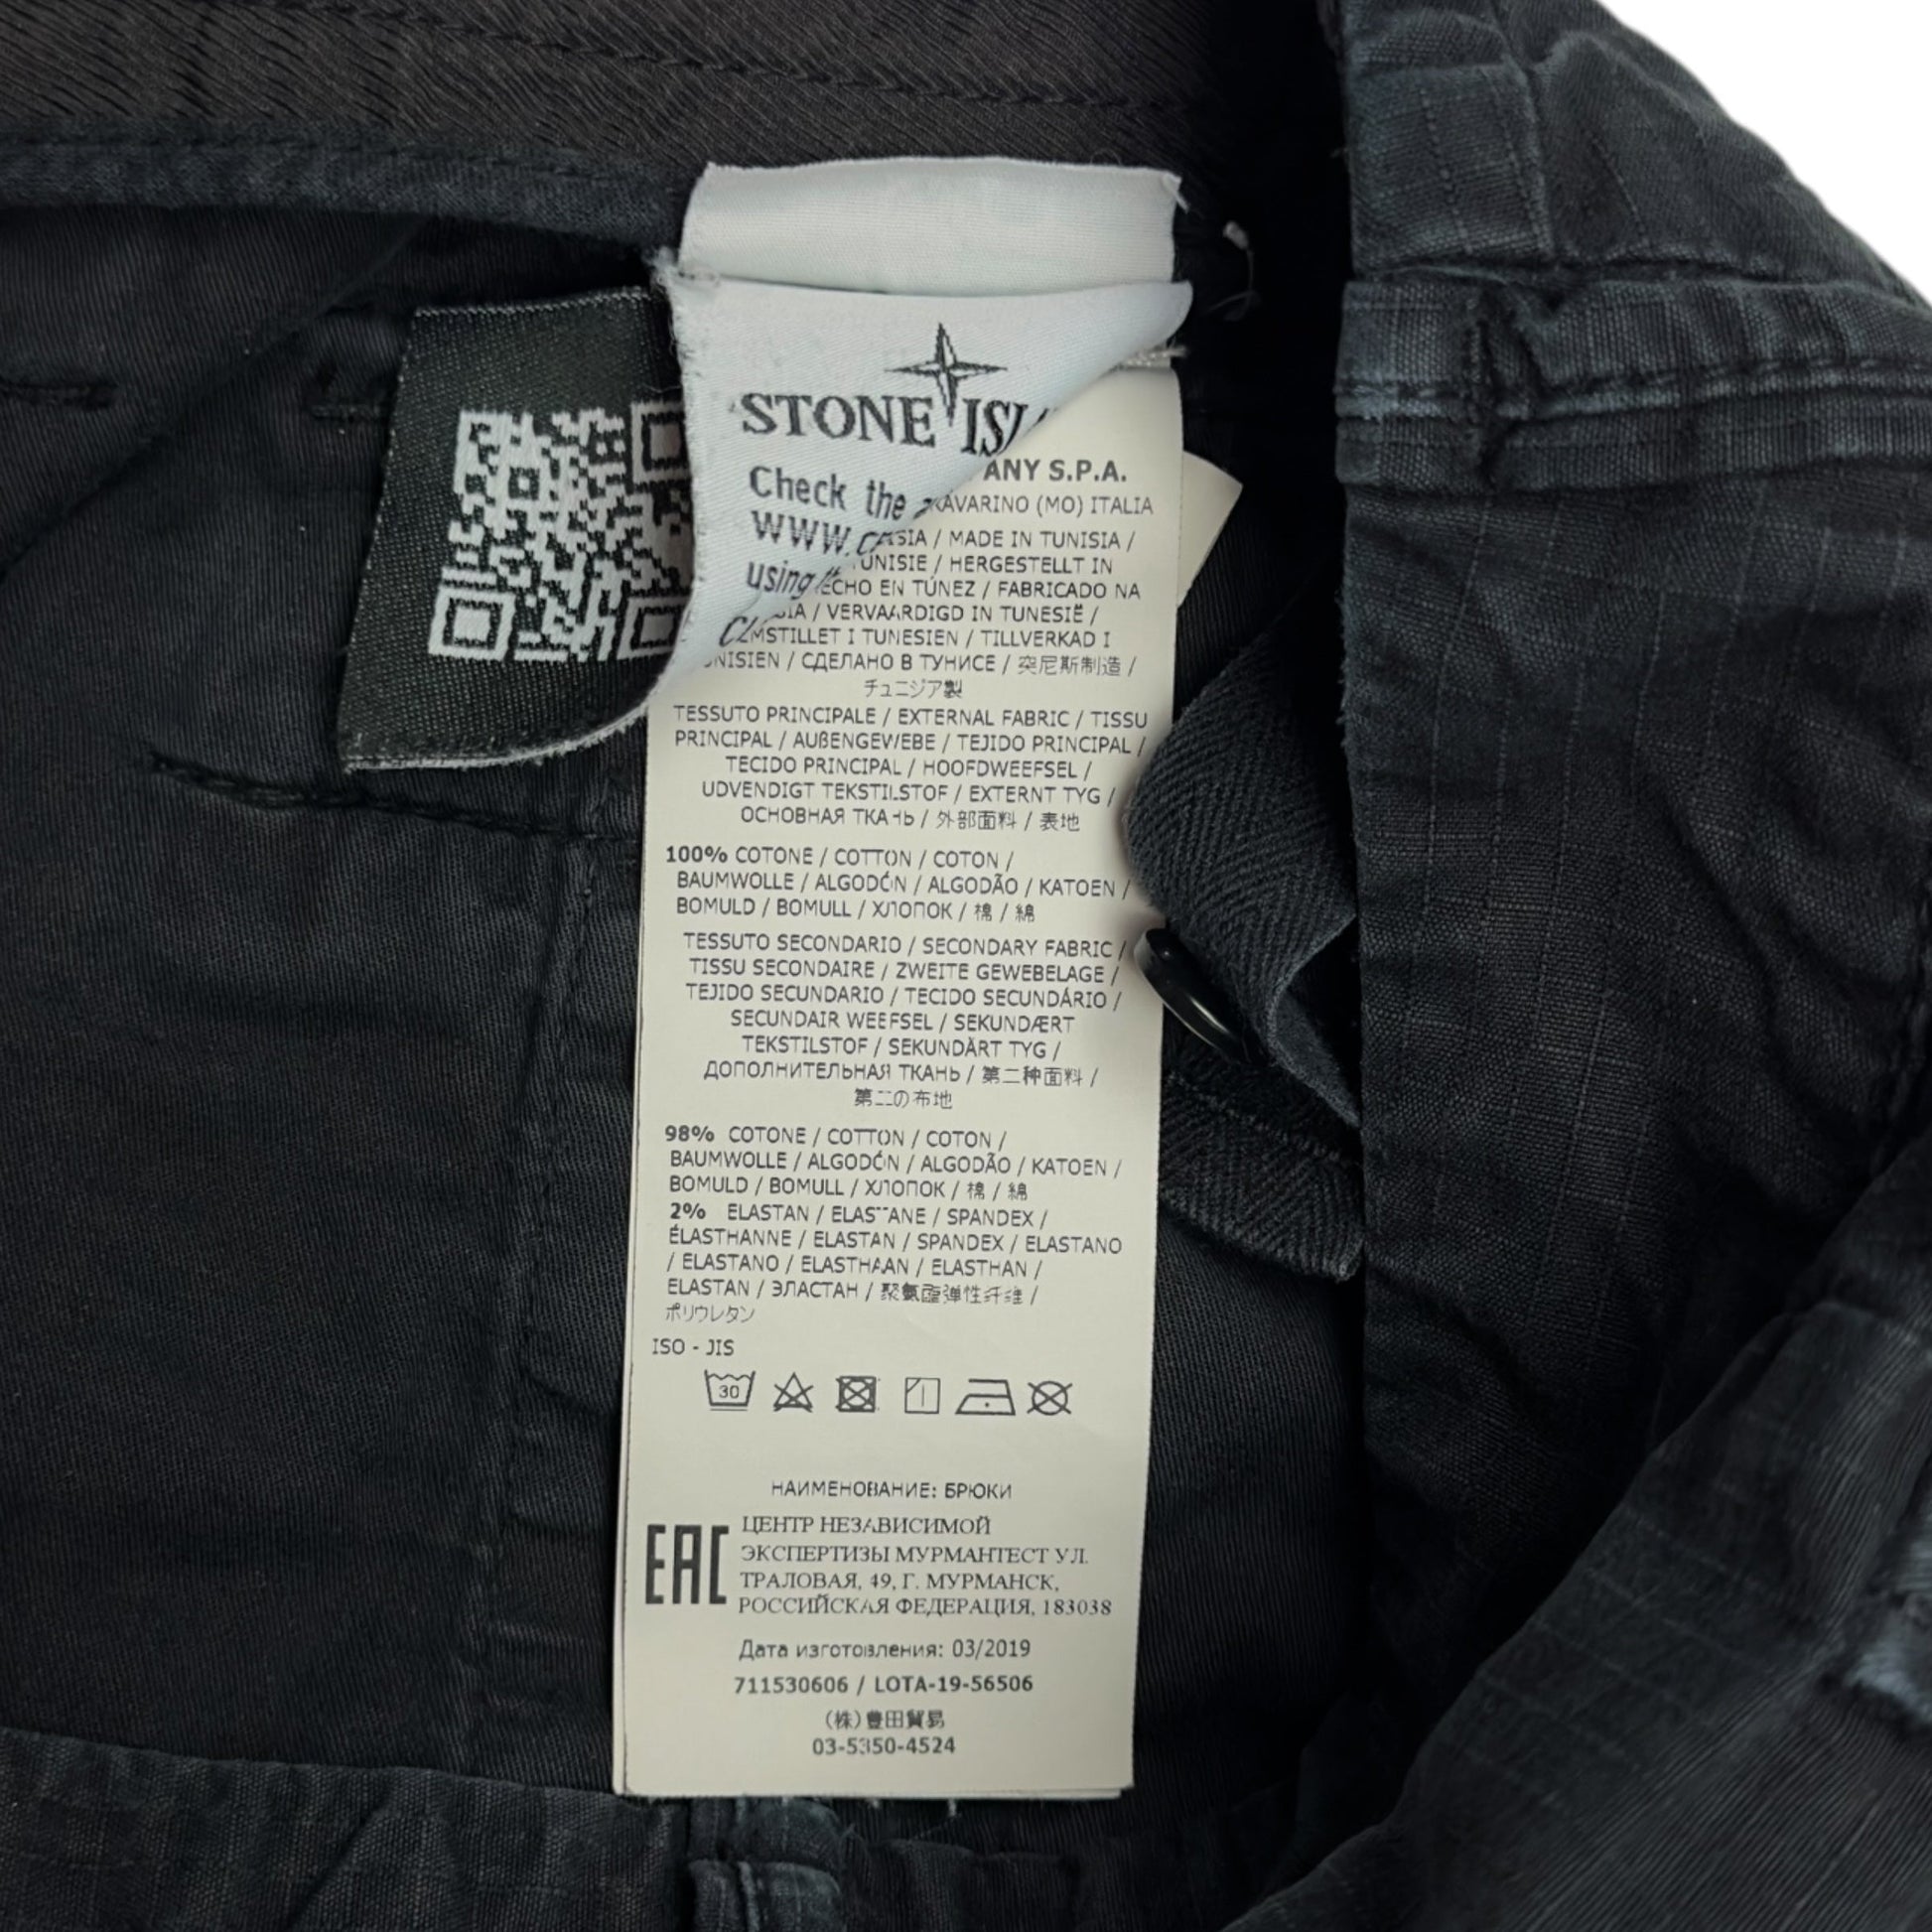 STONE
Check the
www.
using
ANY S.P.A.
RAVARINO (MO) ITALIA
/ MADE IN TUNISIA /
TUNISIE / HERGESTELLT IN
HECHO EN TÚNEZ / FABRICADO NA
/ VERVAARDIGD IN TUNESIË /
MSTILLET I TUNESIEN / TILLVERKAD I
UNISIEN / СДЕЛАНО В ТУНИСЕ / 突尼斯制造 /
チュニジア製
TESSUTO PRINCIPALE / EXTERNAL FABRIC / TISSU
PRINCIPAL / AUßENGEWEBE / TEJIDO PRINCIPAL /
TECIDO PRINCIPAL / HOOFDWEEFSEL /
UDVENDIGT TEKSTILSTOF / EXTERNT TYG /
ОСНОВНАЯ ТКАНЬ / 外部面料 / 表地
100% COTONE / COTTON / COTON /
BAUMWOLLE / ALGODÓN / ALGODÃO / KATOEN /
BOMULD / BOMULL / ХЛОПОК / 棉 / 綿
TESSUTO SECONDARIO / SECONDARY FABRIC /
TISSU SECONDAIRE / ZWEITE GEWEBELAGE /
TEJIDO SECUNDARIO / TECIDO SECUNDÁRIO /
SECUNDAIR WEEFSEL / SEKUNDÆRT
TEKSTILSTOF / SEKUNDÄRT TYG /
ДОПОЛНИТЕЛЬНАЯ ТКАНЬ / 第二种面料 /
第二の布地
98% COTONE / COTTON / COTON /
BAUMWOLLE / ALGODÓN / ALGODÃO / KATOEN /
BOMULD / BOMULL / ХЛОПОК / 棉 / 綿
2% ELASTAN / ELASTANE / SPANDEX /
ÉLASTHANNE / ELASTAN / SPANDEX / ELASTANO
/ ELASTANO / ELASTHAAN / ELASTHAN /
ELASTAN / ЭЛАСТАН / 聚氨酯弹性纤维 /
ポリウレタン
ISO - JIS
30
НАИМЕНОВАНИЕ: БРЮКИ
EAC
ЦЕНТР НЕЗАВИСИМОЙ
ЭКСПЕРТИЗЫ МУРМАНТЕСТ УЛ.
ТРАЛОВАЯ, 49, Г. МУРМАНСК,
РОССИЙСКАЯ ФЕДЕРАЦИЯ, 183038
Дата изготовления: 03/2019
711530606 / LOTA-19-56506
(株)豊田貿易
03-5350-4524